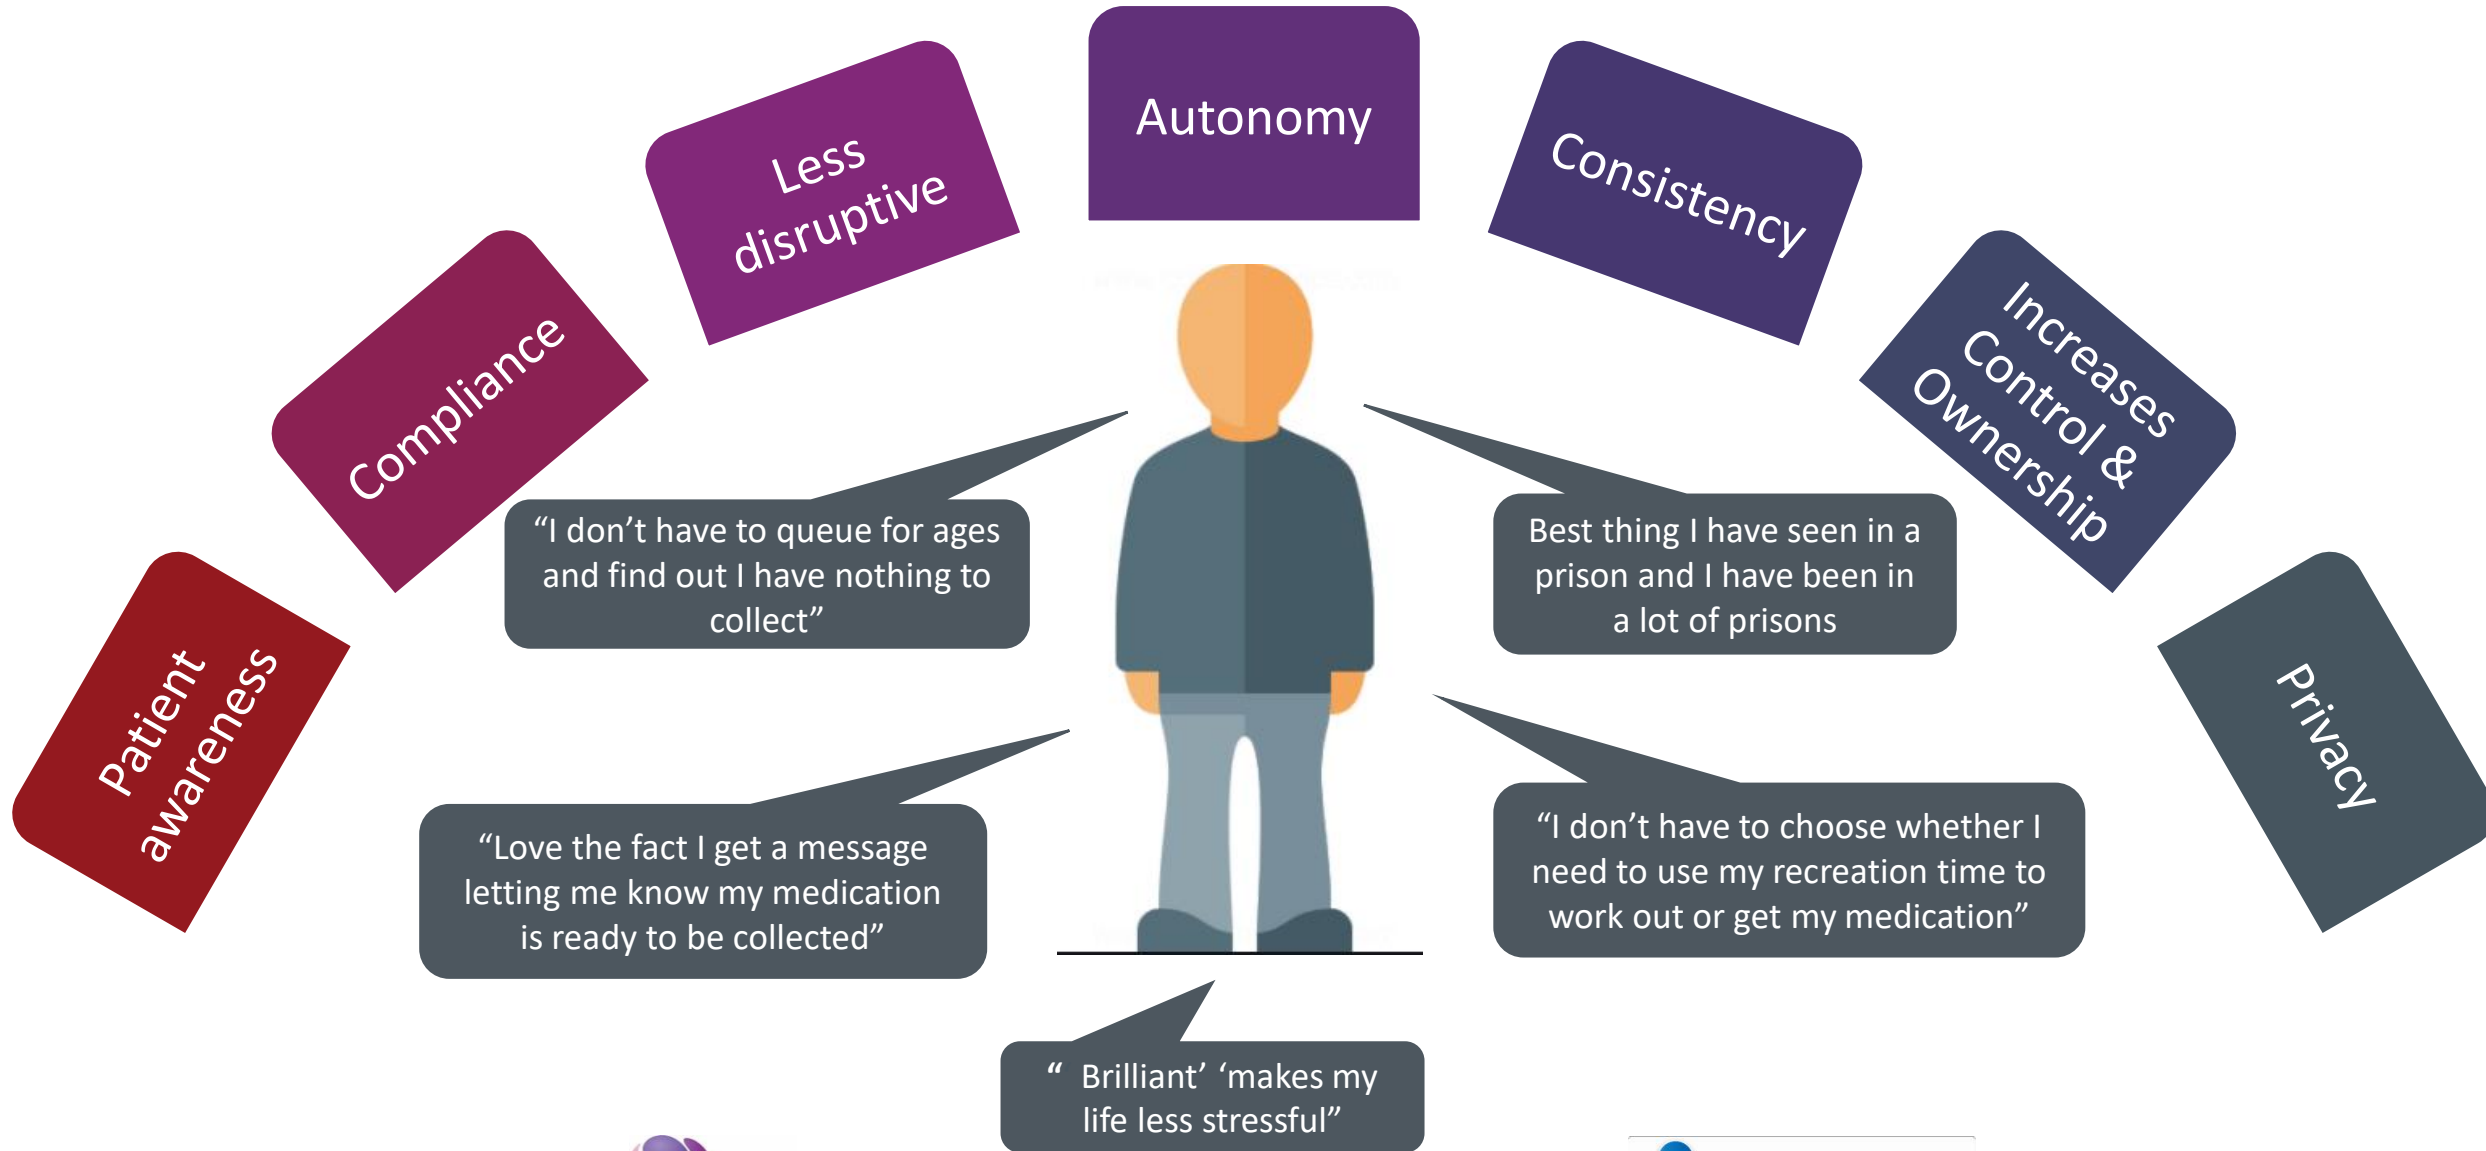 Patient
awareness
Compliance
Less
disruptive
Autonomy
Consistency
Increases
Control &
Ownership
Privacy
“I don’t have to queue for ages
and find out I have nothing to
collect”
Best thing I have seen in a
prison and I have been in
a lot of prisons
“Love the fact I get a message
letting me know my medication
is ready to be collected”
“I don’t have to choose whether I
need to use my recreation time to
work out or get my medication”
“ Brilliant’ ‘makes my
life less stressful”